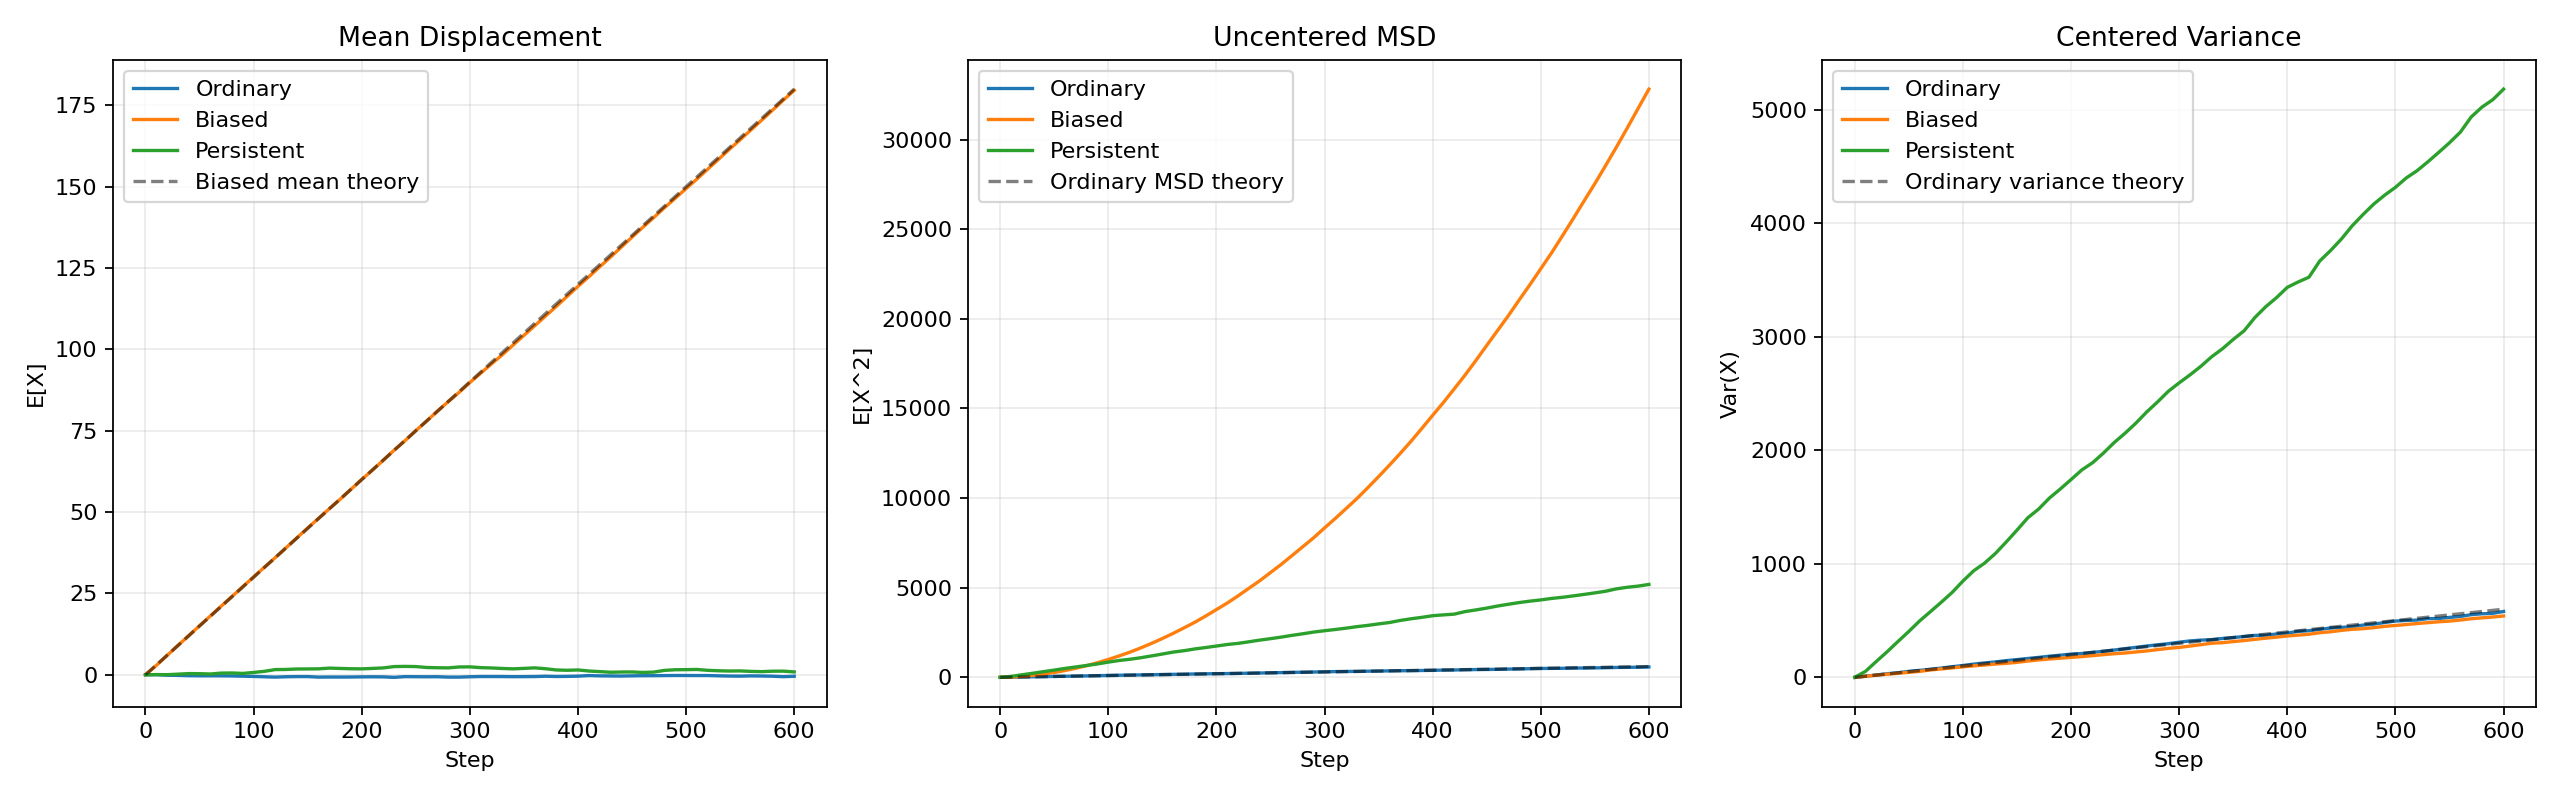 Mean Displacement
Ordinary
Biased
Persistent
Biased mean theory
175
150
125
100
75
50
25
0
E[X]
0 100 200 300 400 500 600
Step
Uncentered MSD
Ordinary
Biased
Persistent
Ordinary MSD theory
30000
25000
20000
15000
10000
5000
0
E[X^2]
0 100 200 300 400 500 600
Step
Centered Variance
Ordinary
Biased
Persistent
Ordinary variance theory
5000
4000
3000
2000
1000
0
Var(X)
0 100 200 300 400 500 600
Step